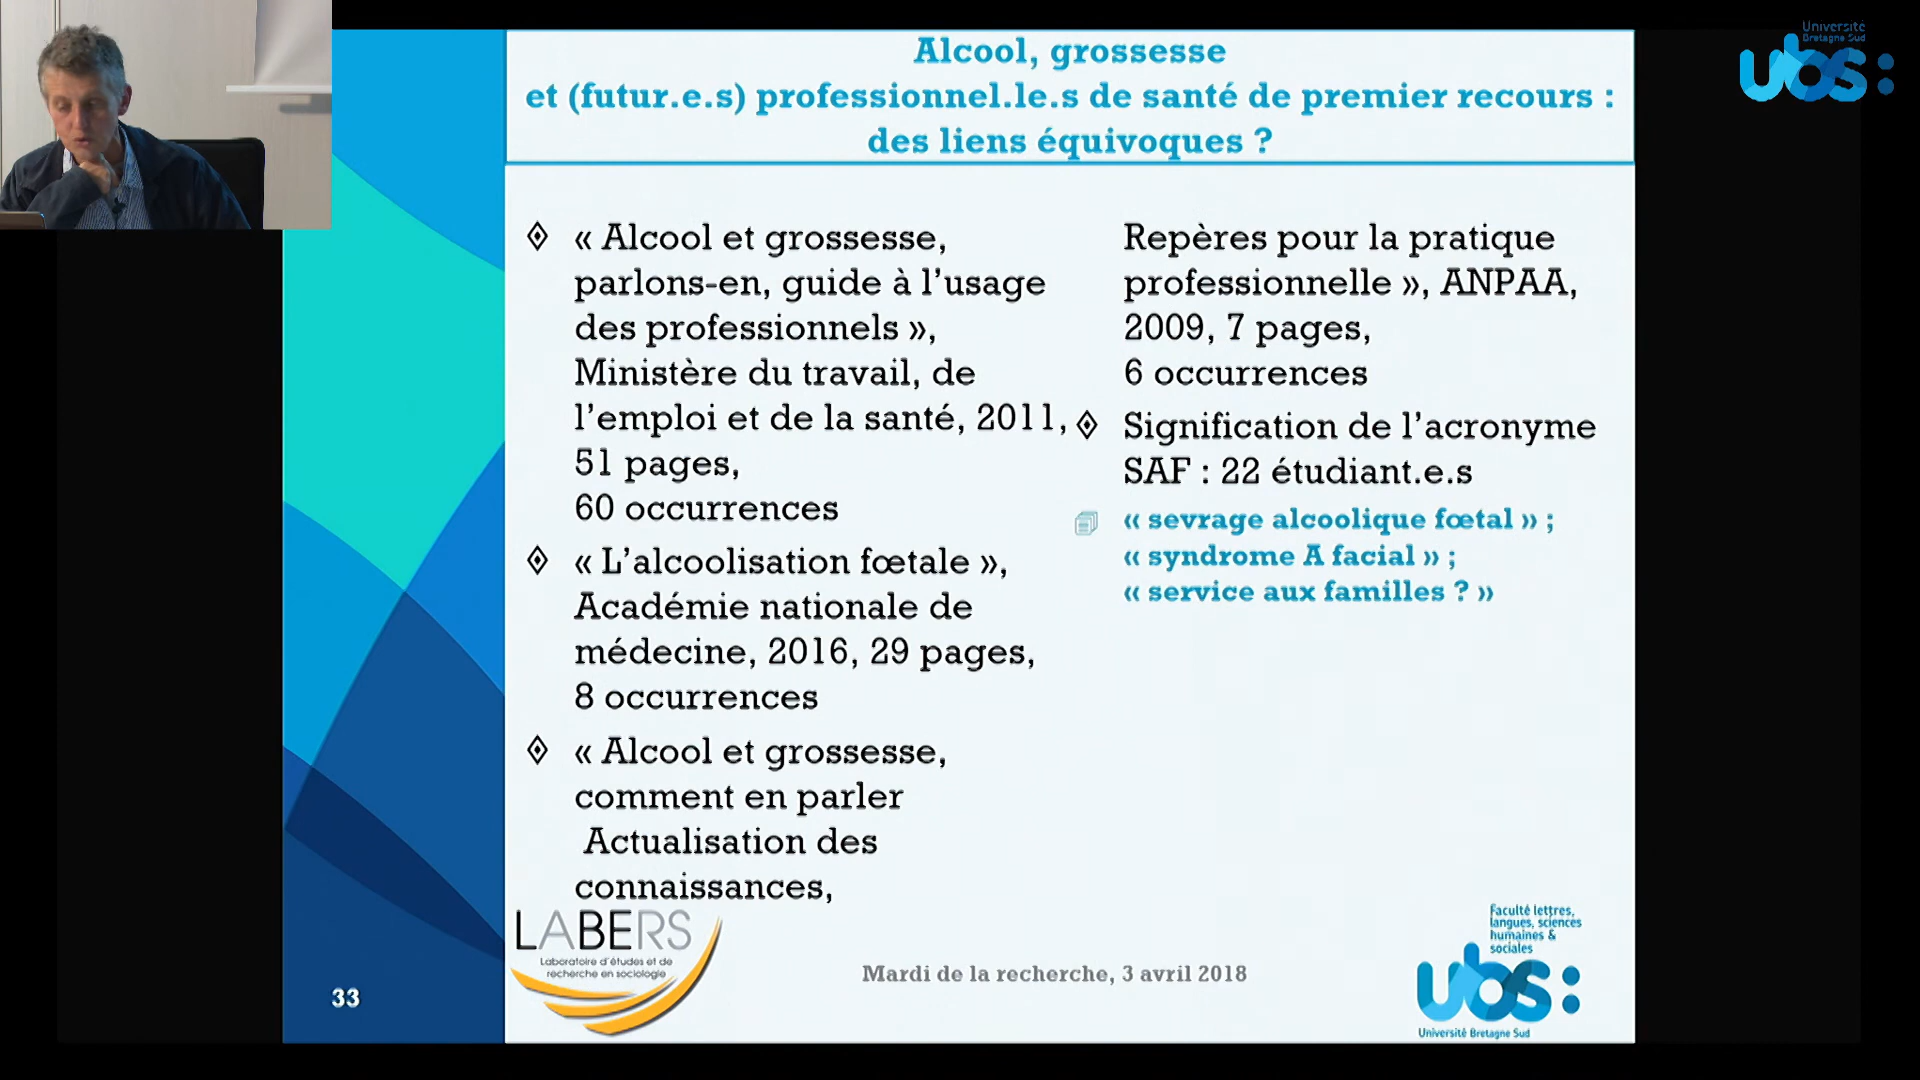 Université
Bretagne Sud
ubs:
Alcool, grossesse
et (futur.e.s) professionnel.le.s de santé de premier recours :
des liens équivoques ?
« Alcool et grossesse,
parlons-en, guide à l’usage
des professionnels »,
Ministère du travail, de
l’emploi et de la santé, 2011,
51 pages,
60 occurrences
« L’alcoolisation fœtale »,
Académie nationale de
médecine, 2016, 29 pages,
8 occurrences
« Alcool et grossesse,
comment en parler
Actualisation des
connaissances,
Repères pour la pratique
professionnelle », ANPAA,
2009, 7 pages,
6 occurrences
Signification de l’acronyme
SAF : 22 étudiant.e.s
« sevrage alcoolique fœtal » ;
« syndrome A facial » ;
« service aux familles ? »
LABERS
Laboratoire d'études et de
recherche en sociologie
Mardi de la recherche, 3 avril 2018
Faculté lettres,
langues, sciences
humaines &
sociales
ubs:
Université Bretagne Sud
33